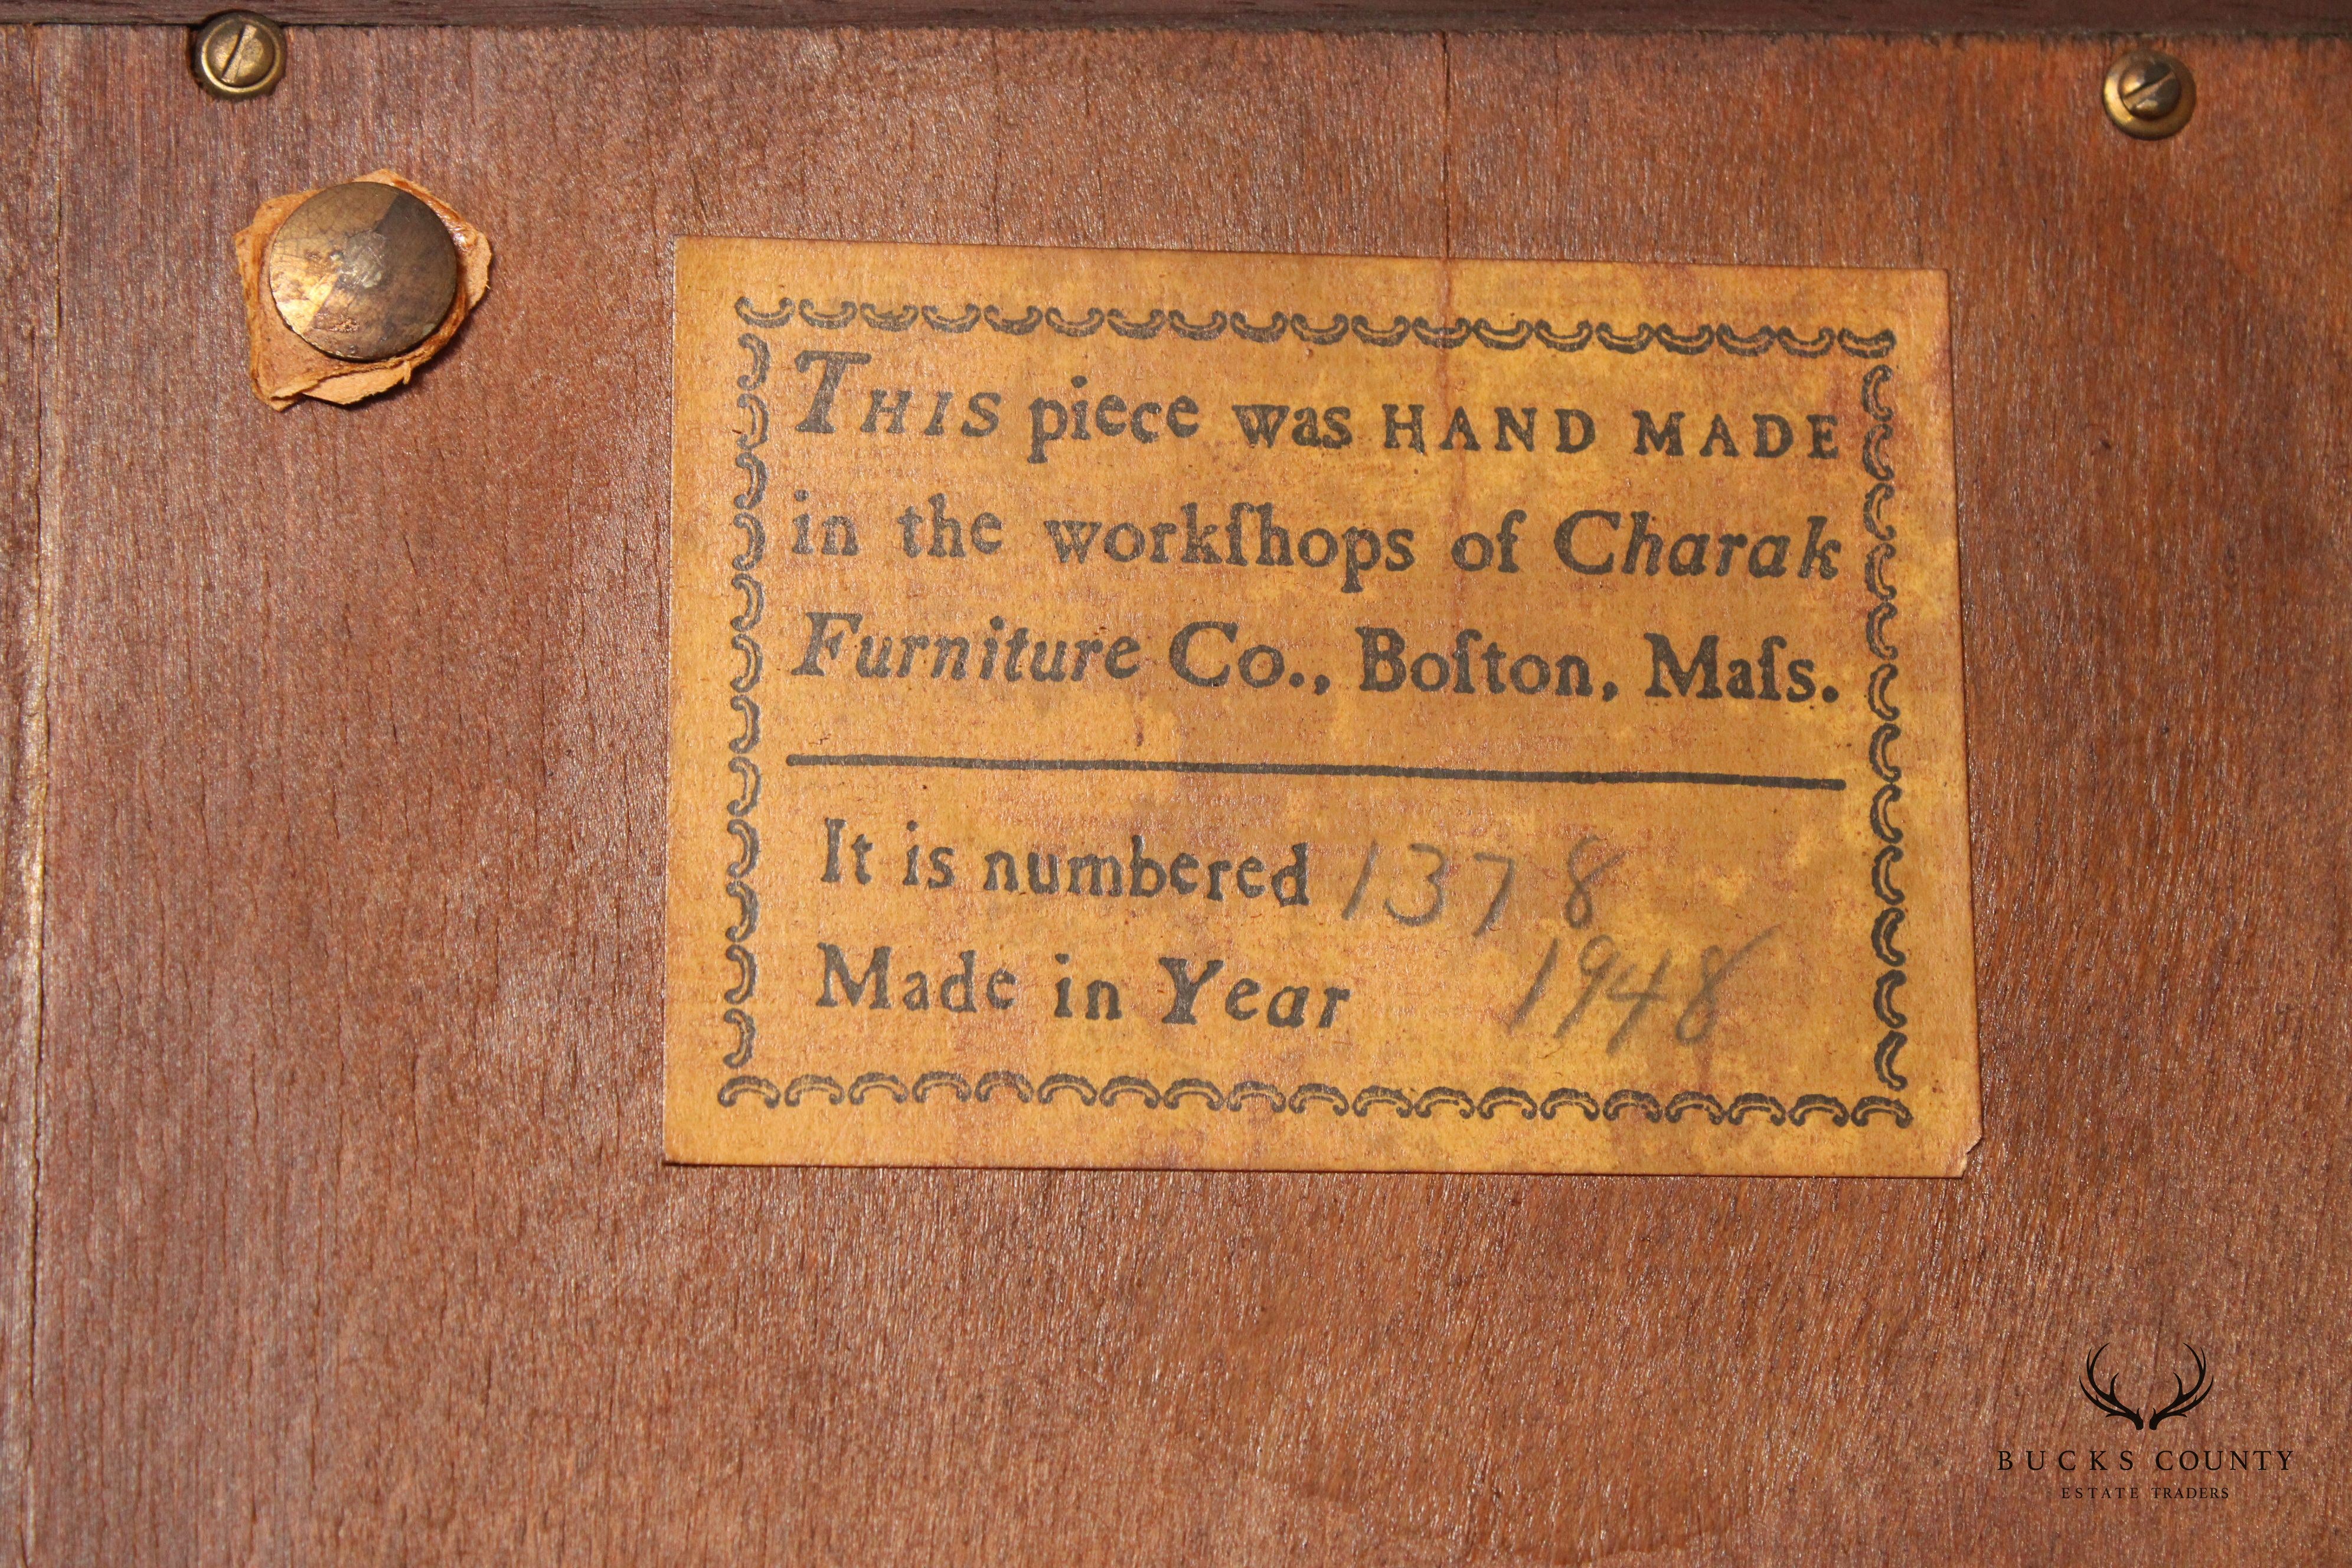 THIS piece was HAND MADE
in the workſhops of Charak
Furniture Co., Boſton, Maſs.
It is numbered 1378
Made in Year 1948
BUCKS COUNTY
ESTATE TRADERS